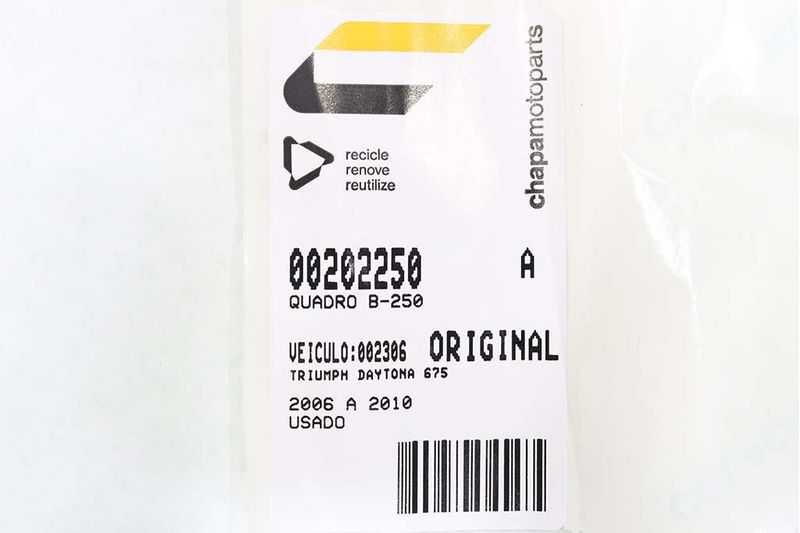 chapamotoparts
recicle
renove
reutilize
00202250 A
QUADRO B-250
VEICULO:002306 ORIGINAL
TRIUMPH DAYTONA 675
2006 A 2010
USADO